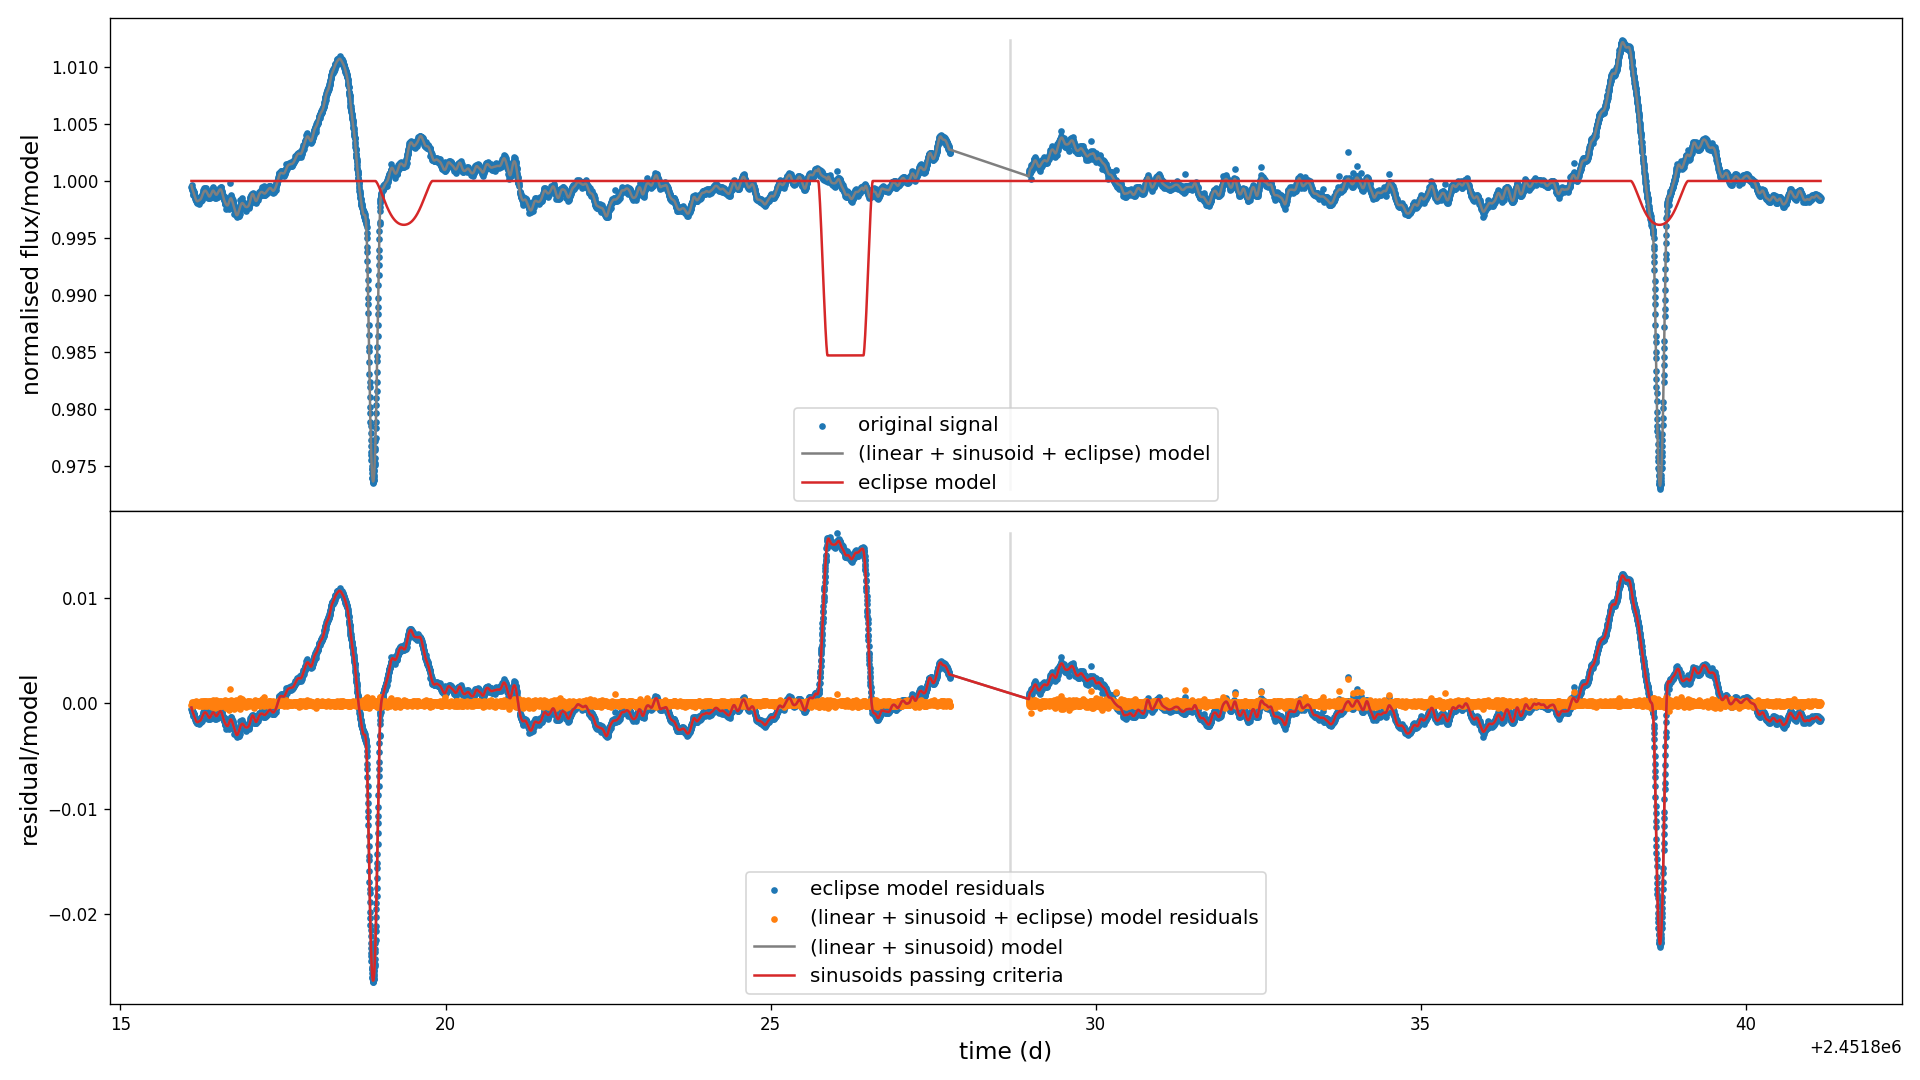 normalised flux/model
1.010
1.005
1.000
0.995
0.990
0.985
0.980
0.975
original signal
(linear + sinusoid + eclipse) model
eclipse model
residual/model
0.01
0.00
−0.01
−0.02
eclipse model residuals
(linear + sinusoid + eclipse) model residuals
(linear + sinusoid) model
sinusoids passing criteria
15 20 25 30 35 40
time (d)
+2.4518e6